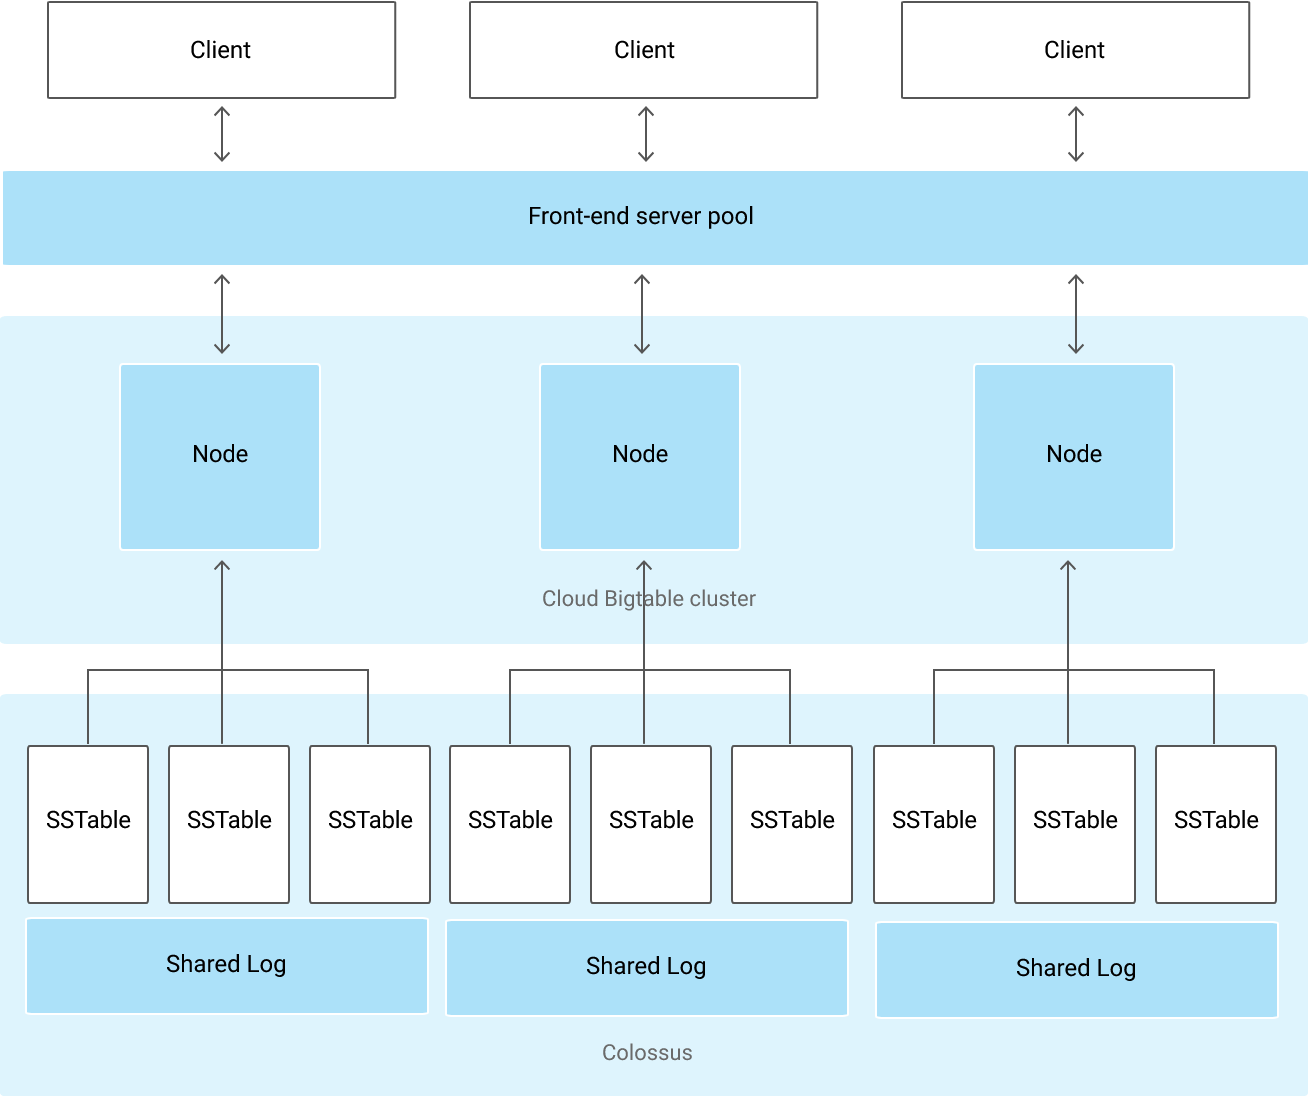 Client
Client
Client
Front-end server pool
Node
Node
Node
Cloud Bigtable cluster
SSTable
SSTable
SSTable
SSTable
SSTable
SSTable
SSTable
SSTable
SSTable
Shared Log
Shared Log
Shared Log
Colossus